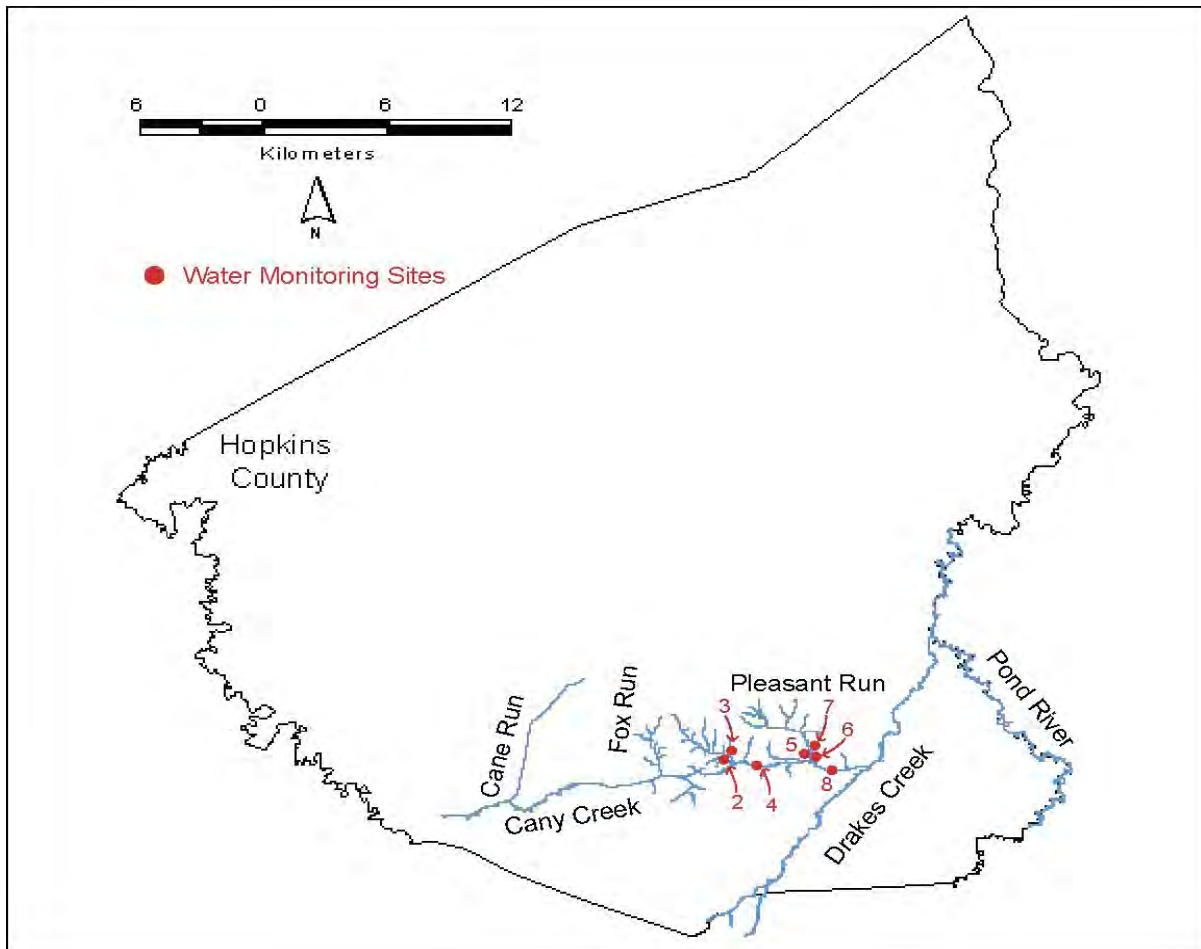 6 0 6 12
Kilometers
N
Water Monitoring Sites
Hopkins
County
Cane Run
Fox Run
Pleasant Run
Pond River
3
7
5
6
2
4
8
Cany Creek
Drakes Creek